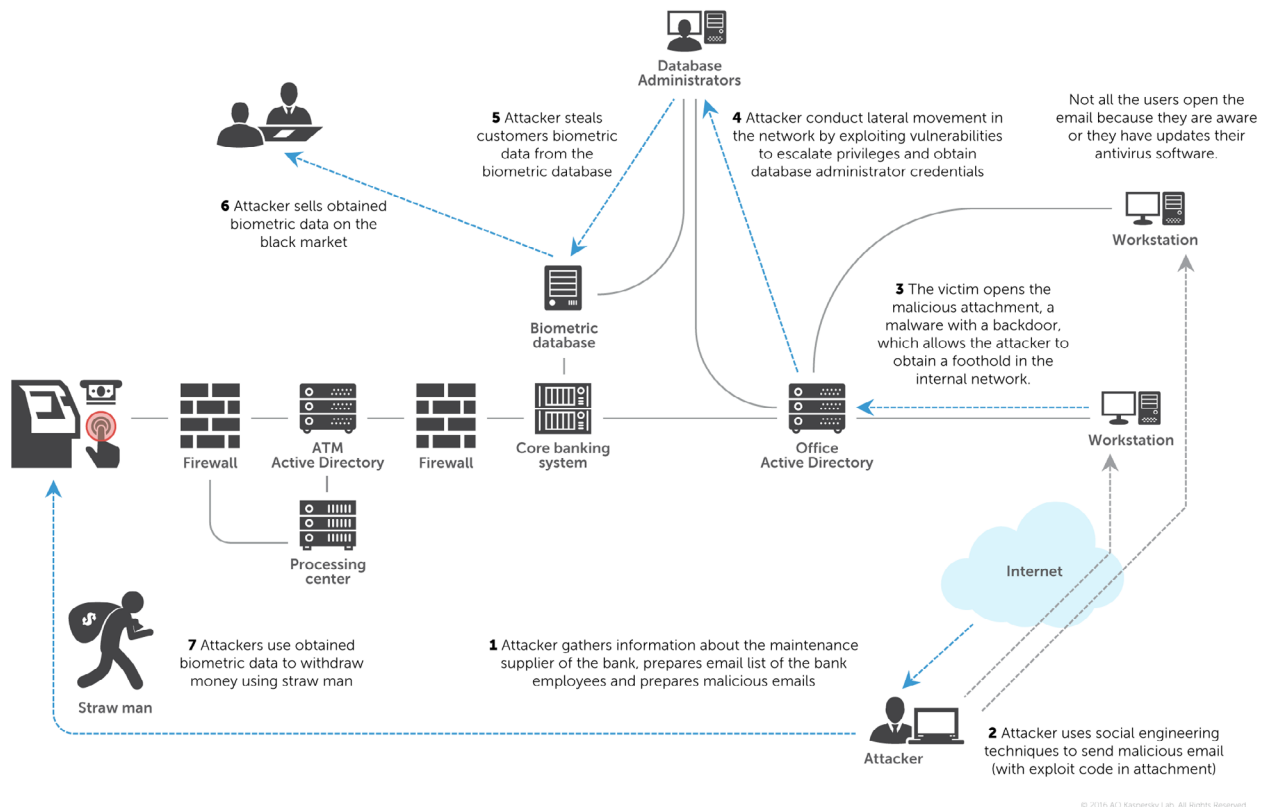 Database
Administrators
5 Attacker steals
customers biometric
data from the
biometric database
4 Attacker conduct lateral movement in
the network by exploiting vulnerabilities
to escalate privileges and obtain
database administrator credentials
Not all the users open the
email because they are aware
or they have updates their
antivirus software.
6 Attacker sells obtained
biometric data on the
black market
Workstation
3 The victim opens the
malicious attachment, a
malware with a backdoor,
which allows the attacker to
obtain a foothold in the
internal network.
Biometric
database
Firewall
ATM
Active Directory
Firewall
Core banking
system
Office
Active Directory
Workstation
Processing
center
Internet
$
Straw man
7 Attackers use obtained
biometric data to withdraw
money using straw man
1 Attacker gathers information about the maintenance
supplier of the bank, prepares email list of the bank
employees and prepares malicious emails
Attacker
2 Attacker uses social engineering
techniques to send malicious email
(with exploit code in attachment)
© 2016 AO Kaspersky Lab. All Rights Reserved.